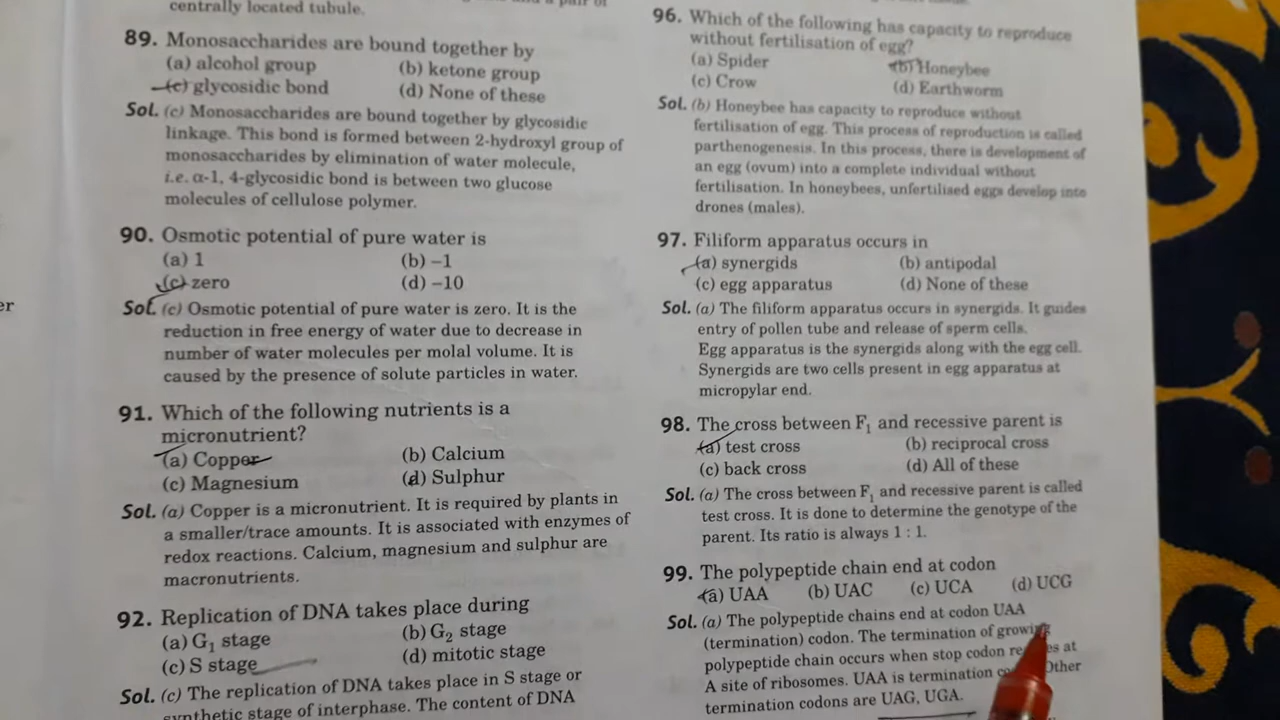 centrally located tubule.
89. Monosaccharides are bound together by
(a) alcohol group (b) ketone group
(c) glycosidic bond (d) None of these
Sol. (c) Monosaccharides are bound together by glycosidic
linkage. This bond is formed between 2-hydroxyl group of
monosaccharides by elimination of water molecule,
i.e. α-1, 4-glycosidic bond is between two glucose
molecules of cellulose polymer.
90. Osmotic potential of pure water is
(a) 1 (b) –1
(c) zero (d) –10
Sol. (c) Osmotic potential of pure water is zero. It is the
reduction in free energy of water due to decrease in
number of water molecules per molal volume. It is
caused by the presence of solute particles in water.
91. Which of the following nutrients is a
micronutrient?
(a) Copper (b) Calcium
(c) Magnesium (d) Sulphur
Sol. (a) Copper is a micronutrient. It is required by plants in
a smaller/trace amounts. It is associated with enzymes of
redox reactions. Calcium, magnesium and sulphur are
macronutrients.
92. Replication of DNA takes place during
(a) G₁ stage (b) G₂ stage
(c) S stage (d) mitotic stage
Sol. (c) The replication of DNA takes place in S stage or
synthetic stage of interphase. The content of DNA
96. Which of the following has capacity to reproduce
without fertilisation of egg?
(a) Spider (b) Honeybee
(c) Crow (d) Earthworm
Sol. (b) Honeybee has capacity to reproduce without
fertilisation of egg. This process of reproduction is called
parthenogenesis. In this process, there is development of
an egg (ovum) into a complete individual without
fertilisation. In honeybees, unfertilised eggs develop into
drones (males).
97. Filiform apparatus occurs in
(a) synergids (b) antipodal
(c) egg apparatus (d) None of these
Sol. (a) The filiform apparatus occurs in synergids. It guides
entry of pollen tube and release of sperm cells.
Egg apparatus is the synergids along with the egg cell.
Synergids are two cells present in egg apparatus at
micropylar end.
98. The cross between F₁ and recessive parent is
(a) test cross (b) reciprocal cross
(c) back cross (d) All of these
Sol. (a) The cross between F₁ and recessive parent is called
test cross. It is done to determine the genotype of the
parent. Its ratio is always 1 : 1.
99. The polypeptide chain end at codon
(a) UAA (b) UAC (c) UCA (d) UCG
Sol. (a) The polypeptide chains end at codon UAA
(termination) codon. The termination of growing
polypeptide chain occurs when stop codon at
A site of ribosomes. UAA is termination Other
termination codons are UAG, UGA.